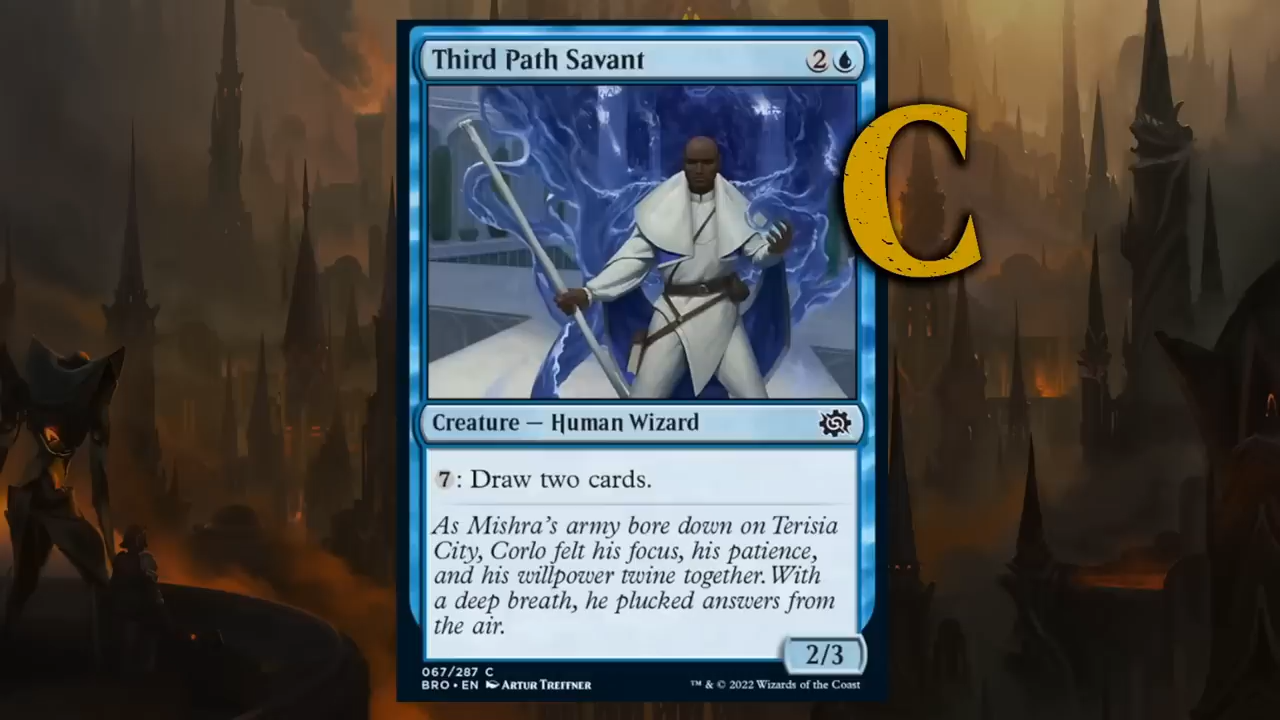 Third Path Savant 2
C
Creature — Human Wizard
7: Draw two cards.
As Mishra's army bore down on Terisia
City, Corlo felt his focus, his patience,
and his willpower twine together. With
a deep breath, he plucked answers from
the air.
2/3
067/287 C
BRO • EN Artur Treffner
™ & © 2022 Wizards of the Coast